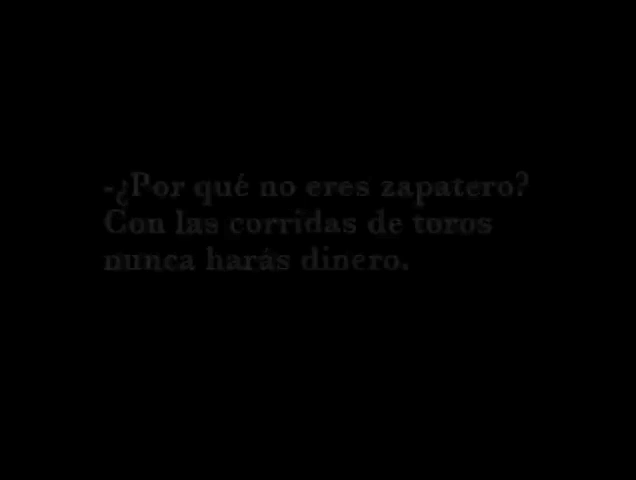 -¿Por qué no eres zapatero?
Con las corridas de toros
nunca harás dinero.